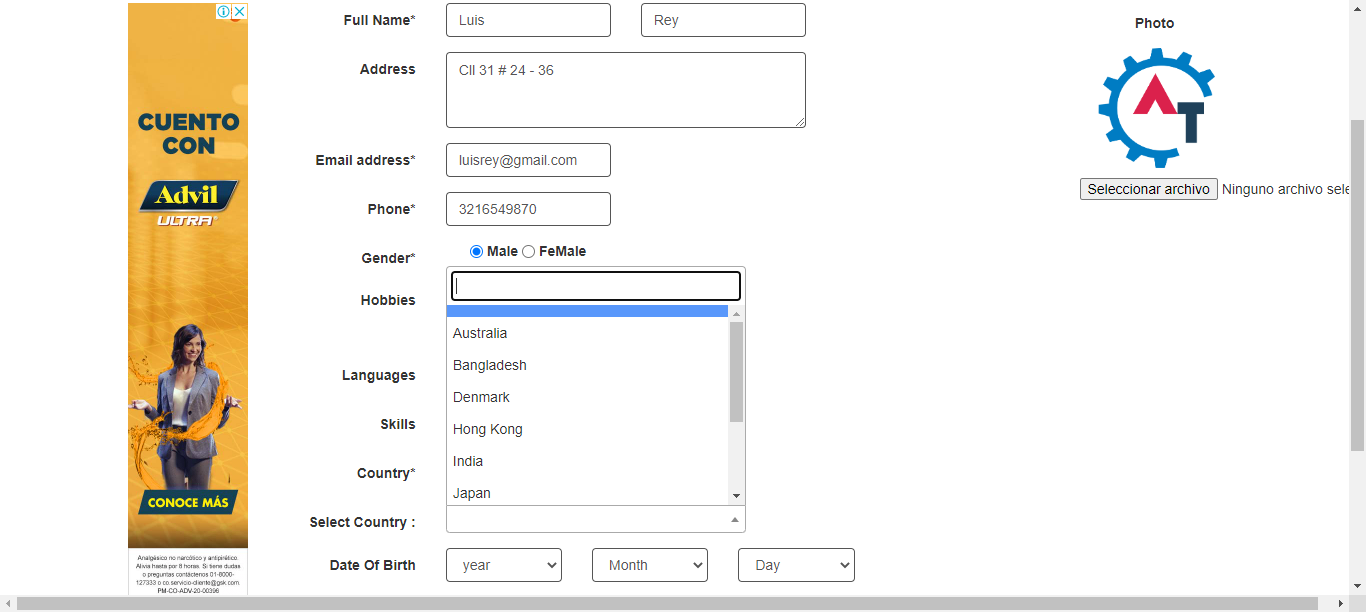 Full Name* Luis Rey
Photo
Address Cll 31 # 24 - 36
AT
Email address* luisrey@gmail.com
Seleccionar archivo Ninguno archivo sele
Phone* 3216549870
Gender* Male FeMale
Hobbies
Australia
Bangladesh
Languages
Denmark
Skills
Hong Kong
India
Country*
Japan
Select Country :
Date Of Birth year Month Day
CUENTO
CON
Advil
ULTRA
CONOCE MÁS
Analgésico no narcótico y antipirético.
Alivia hasta por 8 horas. Si tiene dudas
o preguntas contáctenos 01-8000-
127333 o co.servicio-cliente@gsk.com.
PM-CO-ADV-20-00396